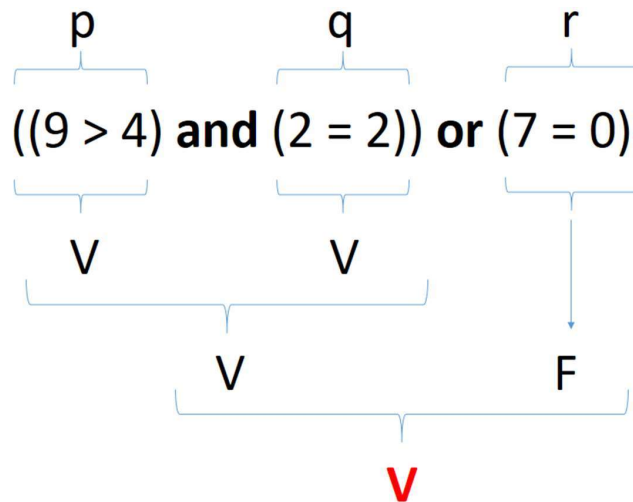 p q r
((9 > 4) and (2 = 2)) or (7 = 0)
V V
V F
V